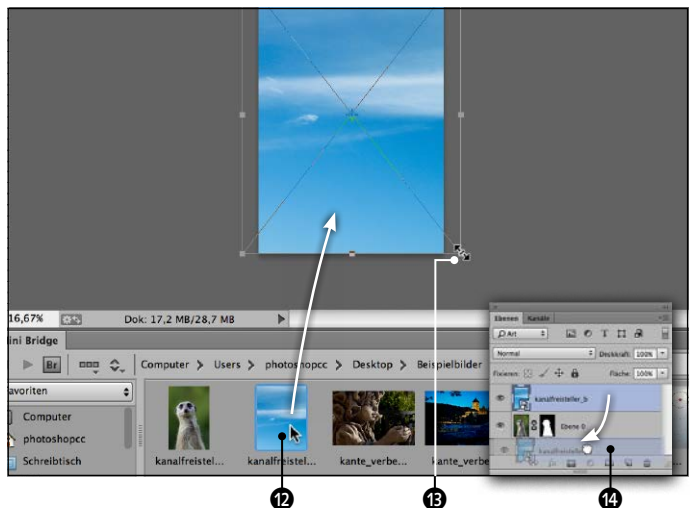 16,67%
Dok: 17,2 MB/28,7 MB
ini Bridge
Br
Computer > Users > photoshopcc > Desktop > Beispielbilder
avoriten
Computer
photoshopcc
Schreibtisch
kanalfreistel...
kanalfreistel...
kante_verbe...
kante_verbe...
Ebenen
Kanäle
Art
Normal
Deckkraft: 100%
Fixieren:
Fläche: 100%
kanalfreisteller_b
Ebene 0
kanalfreisteller
fx
12
13
14